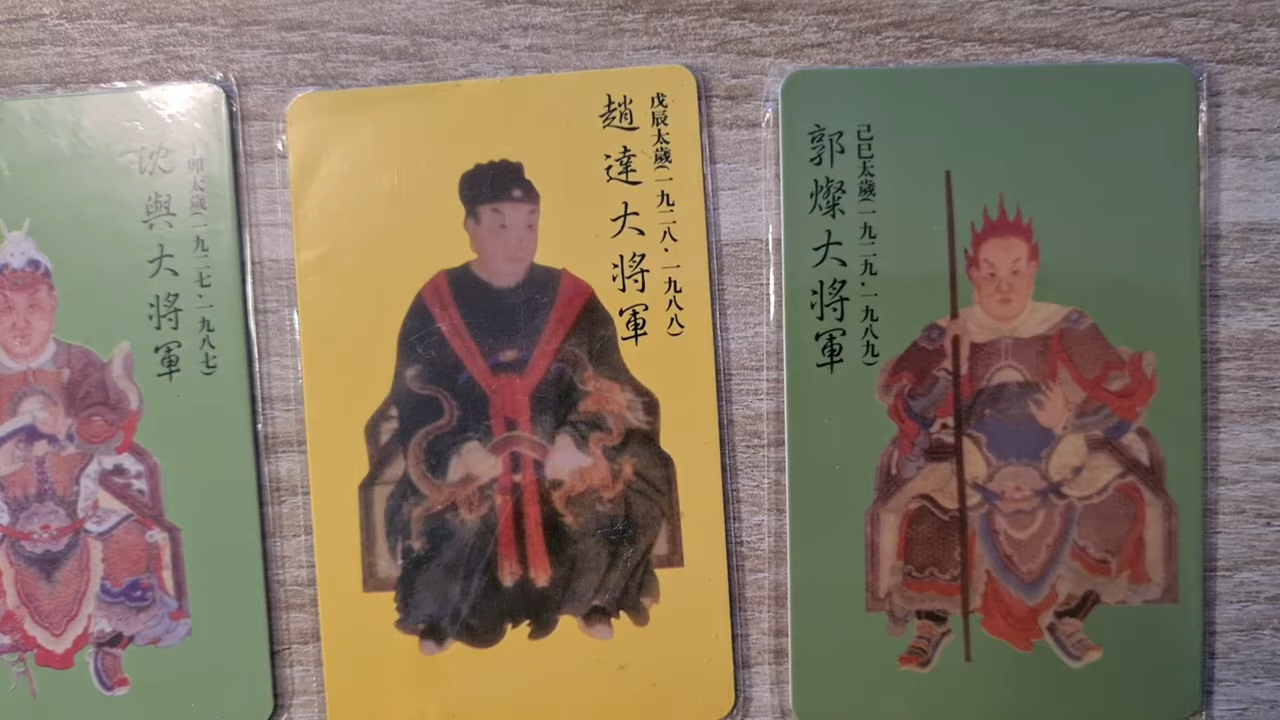 丁卯太歲(一九二七·一九八七)
沈興大將軍
戊辰太歲(一九二八·一九八八)
趙達大將軍
己巳太歲(一九二九·一九八九)
郭燦大將軍